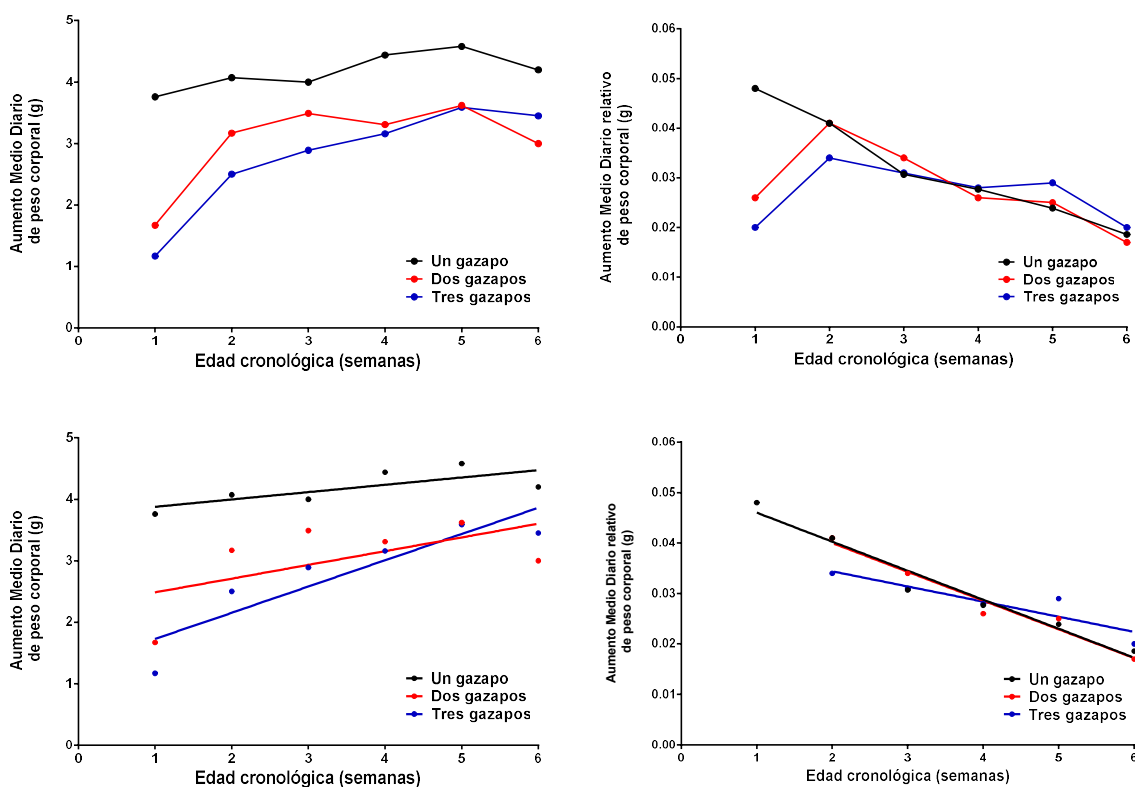 Aumento Medio Diario
de peso corporal (g)
5
4
3
2
1
0
0 1 2 3 4 5 6
Edad cronológica (semanas)
Un gazapo
Dos gazapos
Tres gazapos
Aumento Medio Diario relativo
de peso corporal (g)
0.06
0.05
0.04
0.03
0.02
0.01
0.00
0 1 2 3 4 5 6
Edad cronológica (semanas)
Un gazapo
Dos gazapos
Tres gazapos
Aumento Medio Diario
de peso corporal (g)
5
4
3
2
1
0
0 1 2 3 4 5 6
Edad cronológica (semanas)
Un gazapo
Dos gazapos
Tres gazapos
Aumento Medio Diario relativo
de peso corporal (g)
0.06
0.05
0.04
0.03
0.02
0.01
0.00
0 1 2 3 4 5 6
Edad cronológica (semanas)
Un gazapo
Dos gazapos
Tres gazapos